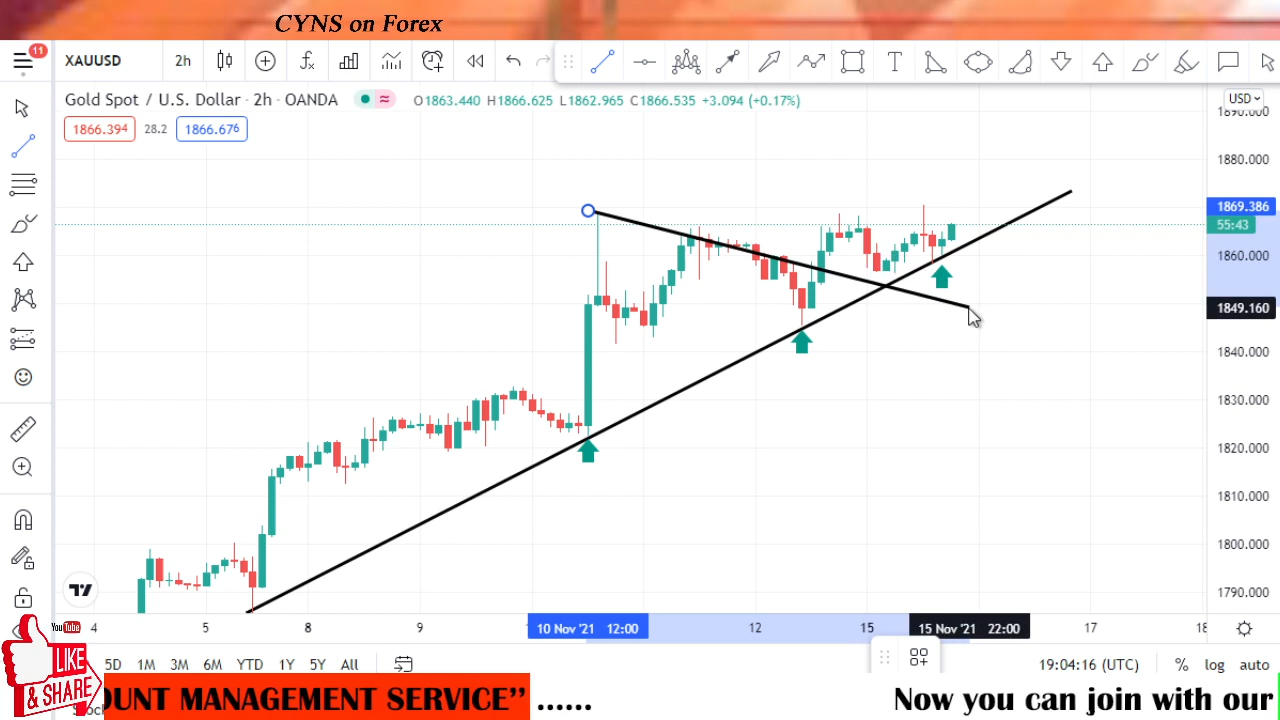 CYNS on Forex
11
XAUUSD 2h
Gold Spot / U.S. Dollar · 2h · OANDA O1863.440 H1866.625 L1862.965 C1866.535 +3.094 (+0.17%)
USD
1866.394 28.2 1866.676
1880.000
1869.386
55:43
1860.000
1849.160
1840.000
1830.000
1820.000
1810.000
1800.000
1790.000
4 5 8 9 10 Nov '21 12:00 12 15 15 Nov '21 22:00 17 18
5D 1M 3M 6M YTD 1Y 5Y All 19:04:16 (UTC) % log auto
You Tube
LIKE
& SHARE
OUNT MANAGEMENT SERVICE” ...... Now you can join with our